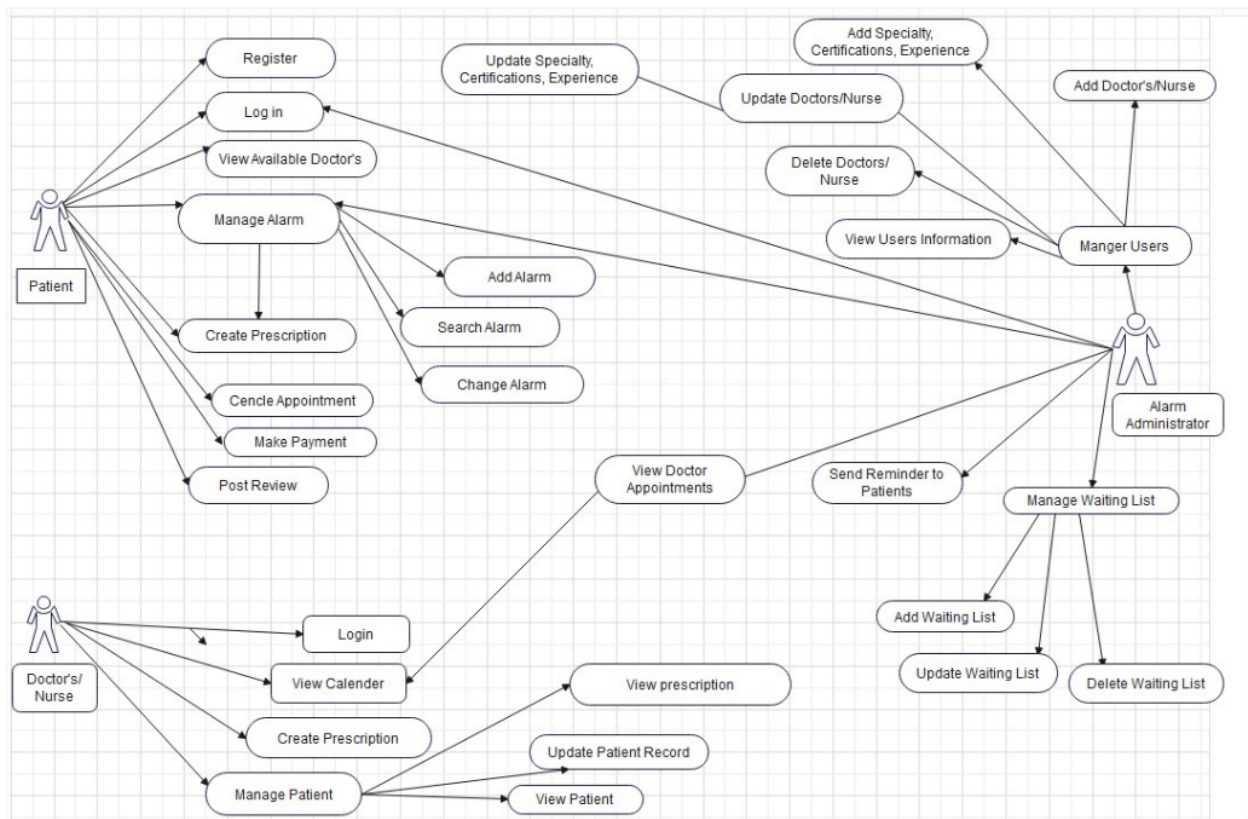 Register
Log in
View Available Doctor's
Manage Alarm
Patient
Create Prescription
Add Alarm
Search Alarm
Change Alarm
Cencle Appointment
Make Payment
Post Review
Update Specialty,
Certifications, Experience
Add Specialty,
Certifications, Experience
Update Doctors/Nurse
Add Doctor's/Nurse
Delete Doctors/
Nurse
View Users Information
Manger Users
Alarm
Administrator
View Doctor
Appointments
Send Reminder to
Patients
Manage Waiting List
Add Waiting List
Update Waiting List
Delete Waiting List
Doctor's/
Nurse
Login
View Calender
Create Prescription
Manage Patient
View prescription
Update Patient Record
View Patient